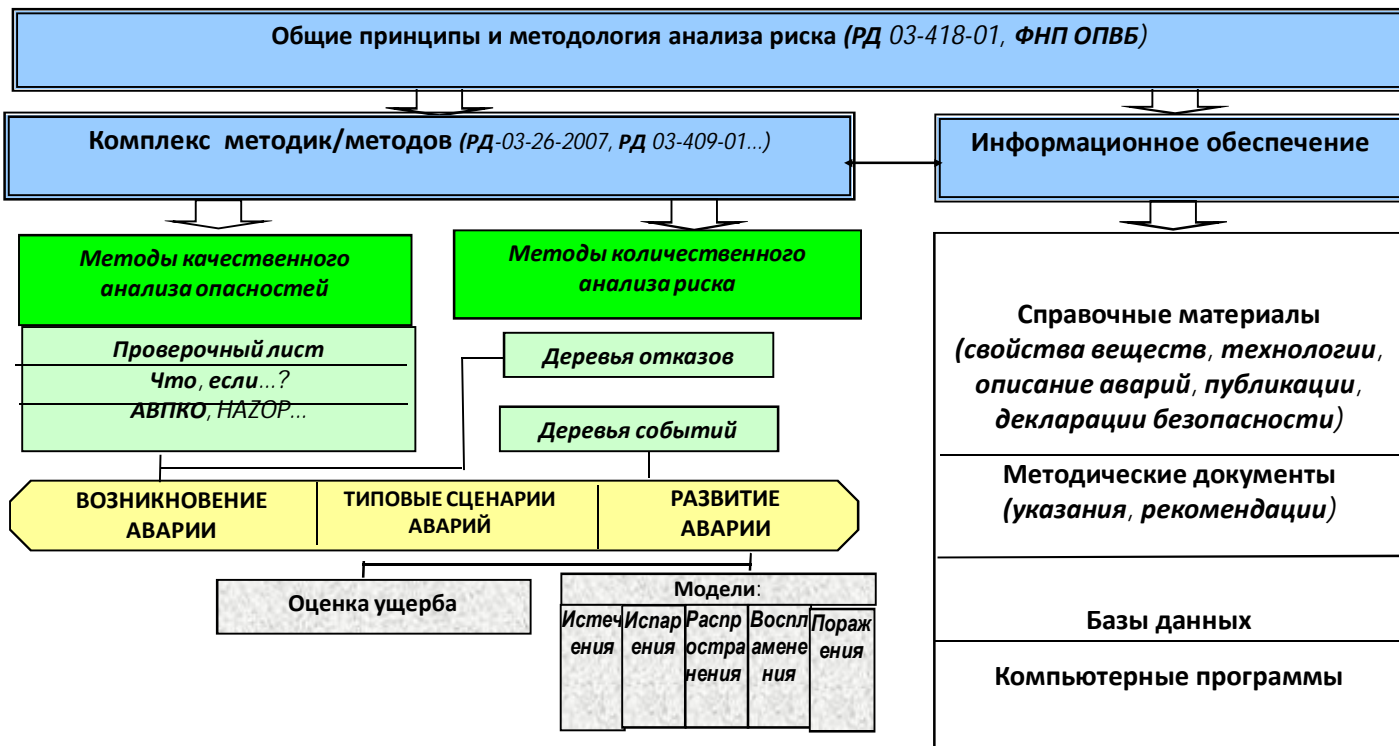 Общие принципы и методология анализа риска (РД 03-418-01, ФНП ОПВБ)
Комплекс методик/методов (РД-03-26-2007, РД 03-409-01...)
Информационное обеспечение
Методы качественного
анализа опасностей
Методы количественного
анализа риска
Проверочный лист
Что, если...?
АВПКО, HAZOP...
Деревья отказов
Деревья событий
ВОЗНИКНОВЕНИЕ
АВАРИИ
ТИПОВЫЕ СЦЕНАРИИ
АВАРИЙ
РАЗВИТИЕ
АВАРИИ
Оценка ущерба
Модели:
Истеч
ения
Испар
ения
Распр
остра
нения
Воспл
амене
ния
Пораж
ения
Справочные материалы
(свойства веществ, технологии,
описание аварий, публикации,
декларации безопасности)
Методические документы
(указания, рекомендации)
Базы данных
Компьютерные программы